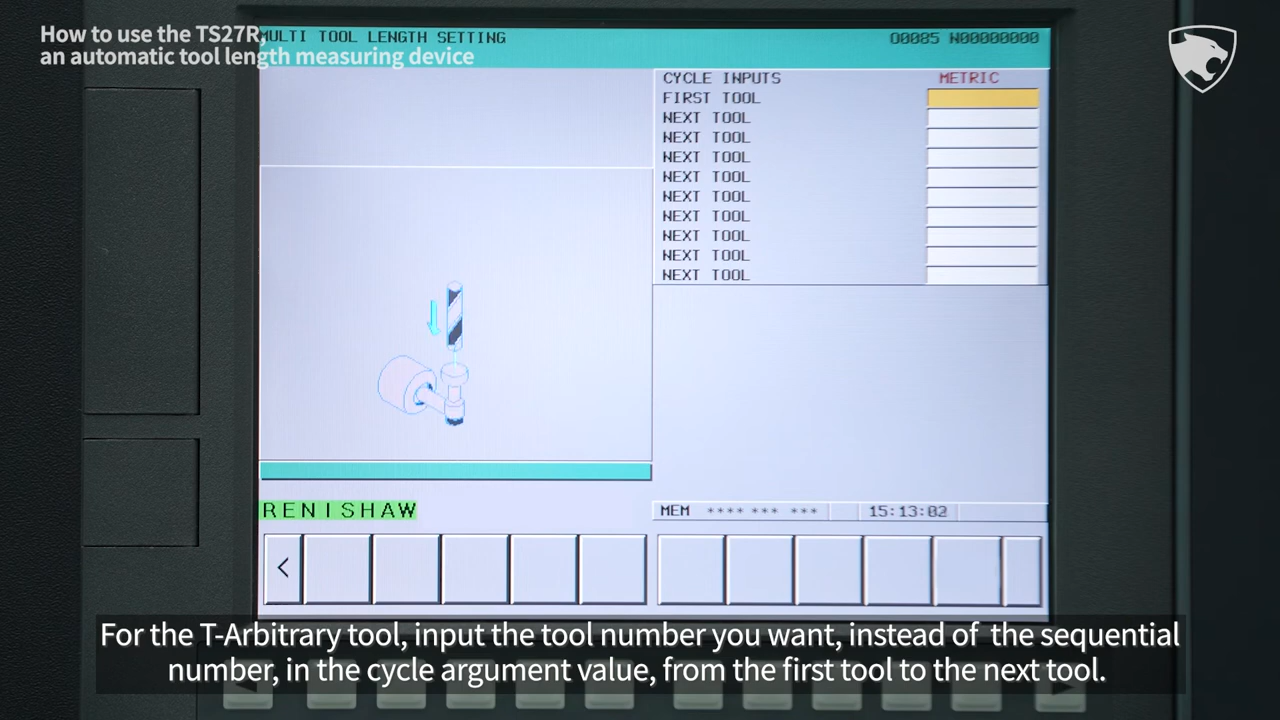 How to use the TS27R,
an automatic tool length measuring device
MULTI TOOL LENGTH SETTING
O0085 N00000000
CYCLE INPUTS METRIC
FIRST TOOL
NEXT TOOL
NEXT TOOL
NEXT TOOL
NEXT TOOL
NEXT TOOL
NEXT TOOL
NEXT TOOL
NEXT TOOL
NEXT TOOL
RENISHAW
MEM **** *** *** 15:13:02
<
For the T-Arbitrary tool, input the tool number you want, instead of the sequential
number, in the cycle argument value, from the first tool to the next tool.